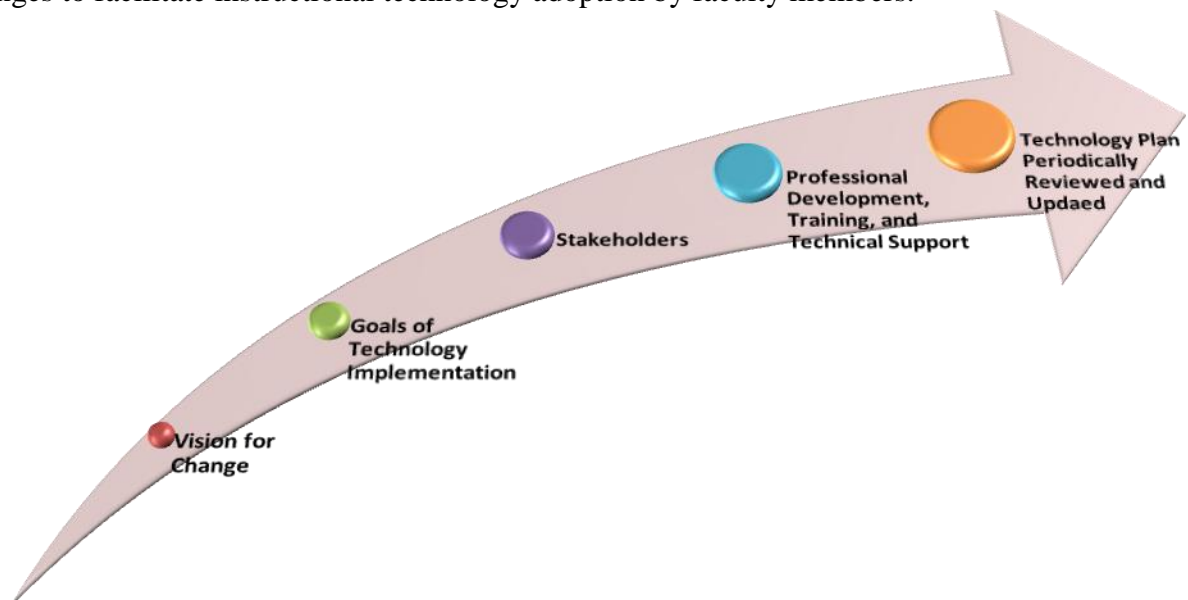 nges to facilitate instructional technology adoption by faculty members.
Vision for
Change
Goals of
Technology
Implementation
Stakeholders
Professional
Development,
Training, and
Technical Support
Technology Plan
Periodically
Reviewed and
Updaed